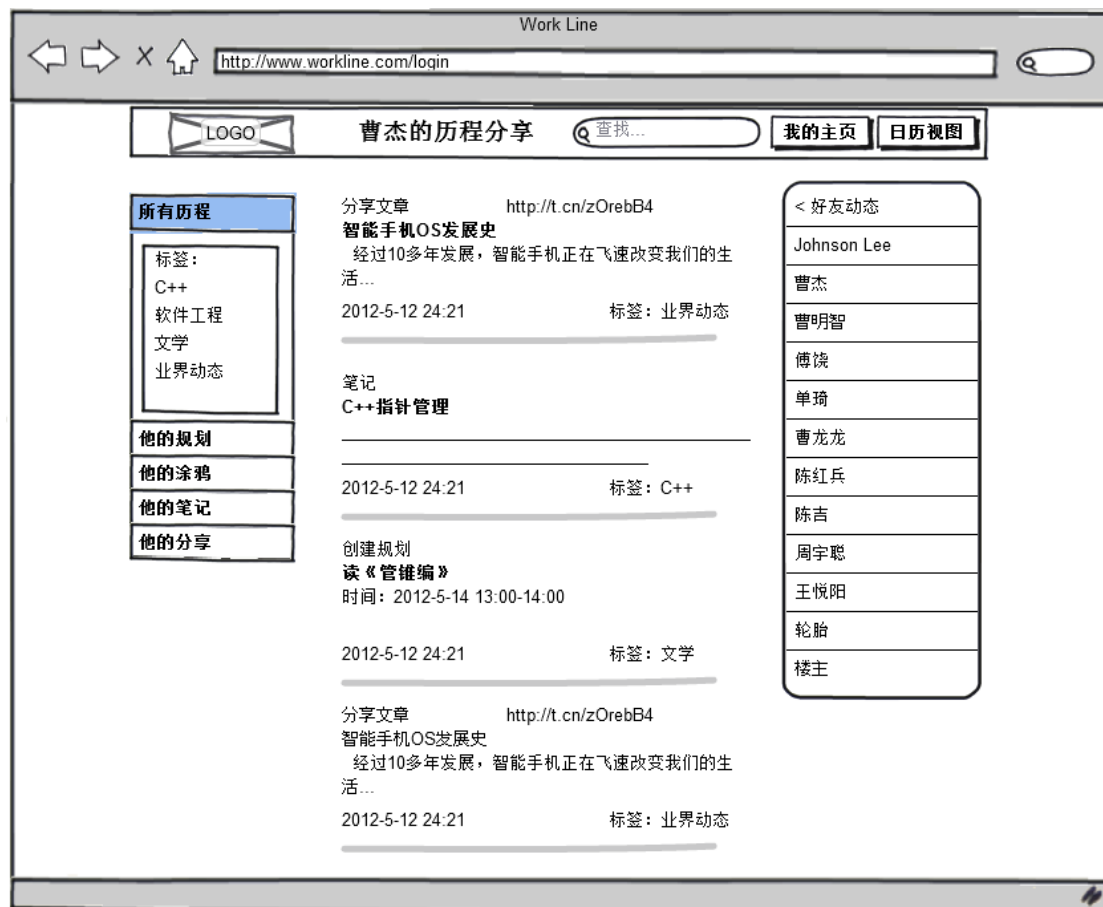 Work Line
http://www.workline.com/login
LOGO
曹杰的历程分享
查找...
我的主页
日历视图
所有历程
标签：
C++
软件工程
文学
业界动态
他的规划
他的涂鸦
他的笔记
他的分享
分享文章 http://t.cn/zOrebB4
智能手机OS发展史
经过10多年发展，智能手机正在飞速改变我们的生
活...
2012-5-12 24:21 标签：业界动态
笔记
C++指针管理
2012-5-12 24:21 标签：C++
创建规划
读《管锥编》
时间：2012-5-14 13:00-14:00
2012-5-12 24:21 标签：文学
分享文章 http://t.cn/zOrebB4
智能手机OS发展史
经过10多年发展，智能手机正在飞速改变我们的生
活...
2012-5-12 24:21 标签：业界动态
< 好友动态
Johnson Lee
曹杰
曹明智
傅饶
单琦
曹龙龙
陈红兵
陈吉
周宇聪
王悦阳
轮胎
楼主